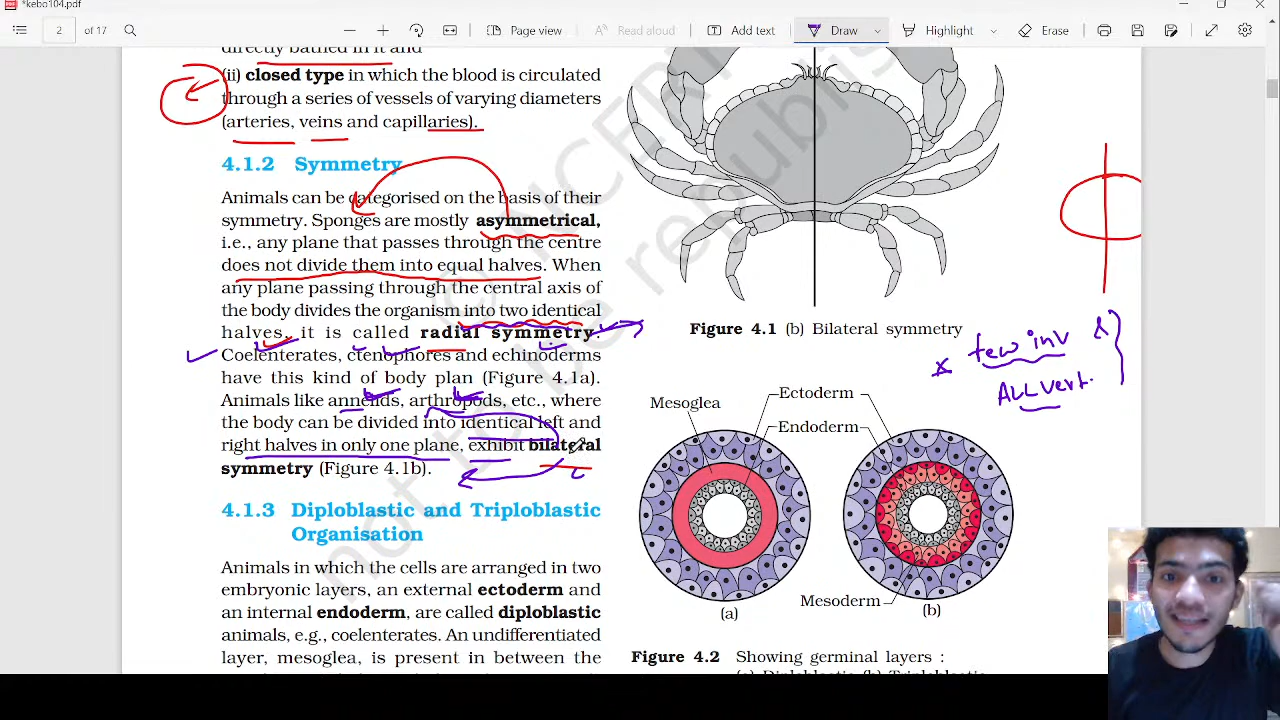 *kebo104.pdf
2 of 17
Page view
Read aloud
Add text
Draw
Highlight
Erase
directly bathed in it and
(ii) closed type in which the blood is circulated
through a series of vessels of varying diameters
(arteries, veins and capillaries).
4.1.2 Symmetry
Animals can be categorised on the basis of their
symmetry. Sponges are mostly asymmetrical,
i.e., any plane that passes through the centre
does not divide them into equal halves. When
any plane passing through the central axis of
the body divides the organism into two identical
halves, it is called radial symmetry.
Coelenterates, ctenophores and echinoderms
have this kind of body plan (Figure 4.1a).
Animals like annelids, arthropods, etc., where
the body can be divided into identical left and
right halves in only one plane, exhibit bilateral
symmetry (Figure 4.1b).
4.1.3 Diploblastic and Triploblastic
Organisation
Animals in which the cells are arranged in two
embryonic layers, an external ectoderm and
an internal endoderm, are called diploblastic
animals, e.g., coelenterates. An undifferentiated
layer, mesoglea, is present in between the
Figure 4.1 (b) Bilateral symmetry
few inv &
ALL vert.
Ectoderm
Mesoglea
Endoderm
Mesoderm
(a)
(b)
Figure 4.2 Showing germinal layers :
(a) Diploblastic (b) Triploblastic
© NCERT
not to be republish